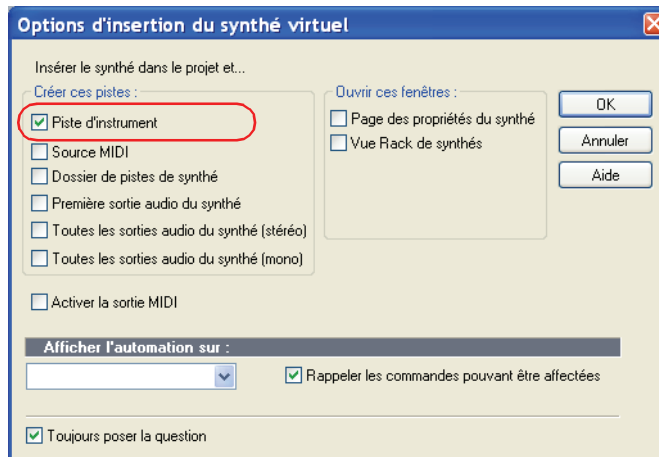 Options d'insertion du synthé virtuel
Insérer le synthé dans le projet et...
Créer ces pistes :
Piste d'instrument
Source MIDI
Dossier de pistes de synthé
Première sortie audio du synthé
Toutes les sorties audio du synthé (stéréo)
Toutes les sorties audio du synthé (mono)
Ouvrir ces fenêtres :
Page des propriétés du synthé
Vue Rack de synthés
OK
Annuler
Aide
Activer la sortie MIDI
Afficher l'automation sur :
Rappeler les commandes pouvant être affectées
Toujours poser la question